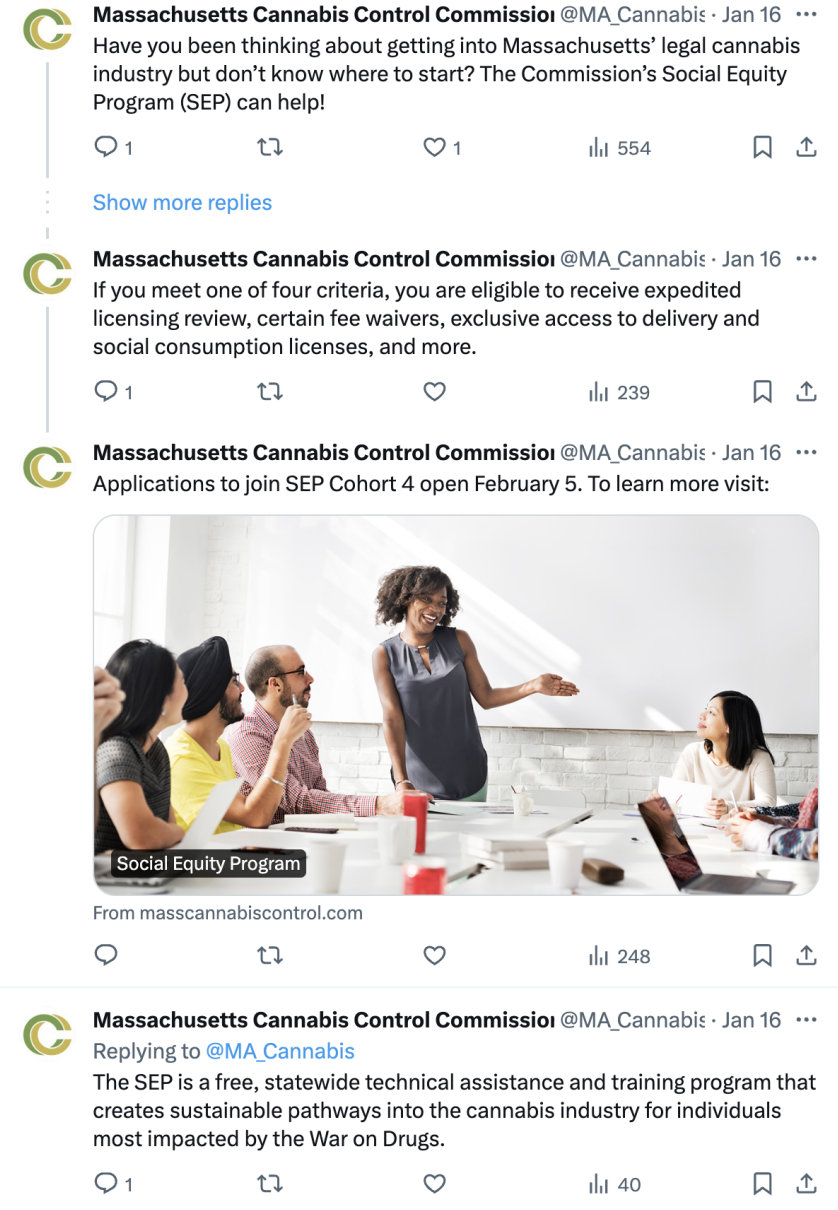 Massachusetts Cannabis Control Commission @MA_Cannabis · Jan 16
Have you been thinking about getting into Massachusetts’ legal cannabis
industry but don’t know where to start? The Commission’s Social Equity
Program (SEP) can help!
1 1 554
Show more replies
Massachusetts Cannabis Control Commission @MA_Cannabis · Jan 16
If you meet one of four criteria, you are eligible to receive expedited
licensing review, certain fee waivers, exclusive access to delivery and
social consumption licenses, and more.
1 239
Massachusetts Cannabis Control Commission @MA_Cannabis · Jan 16
Applications to join SEP Cohort 4 open February 5. To learn more visit:
Social Equity Program
From masscannabiscontrol.com
248
Massachusetts Cannabis Control Commission @MA_Cannabis · Jan 16
Replying to @MA_Cannabis
The SEP is a free, statewide technical assistance and training program that
creates sustainable pathways into the cannabis industry for individuals
most impacted by the War on Drugs.
1 40